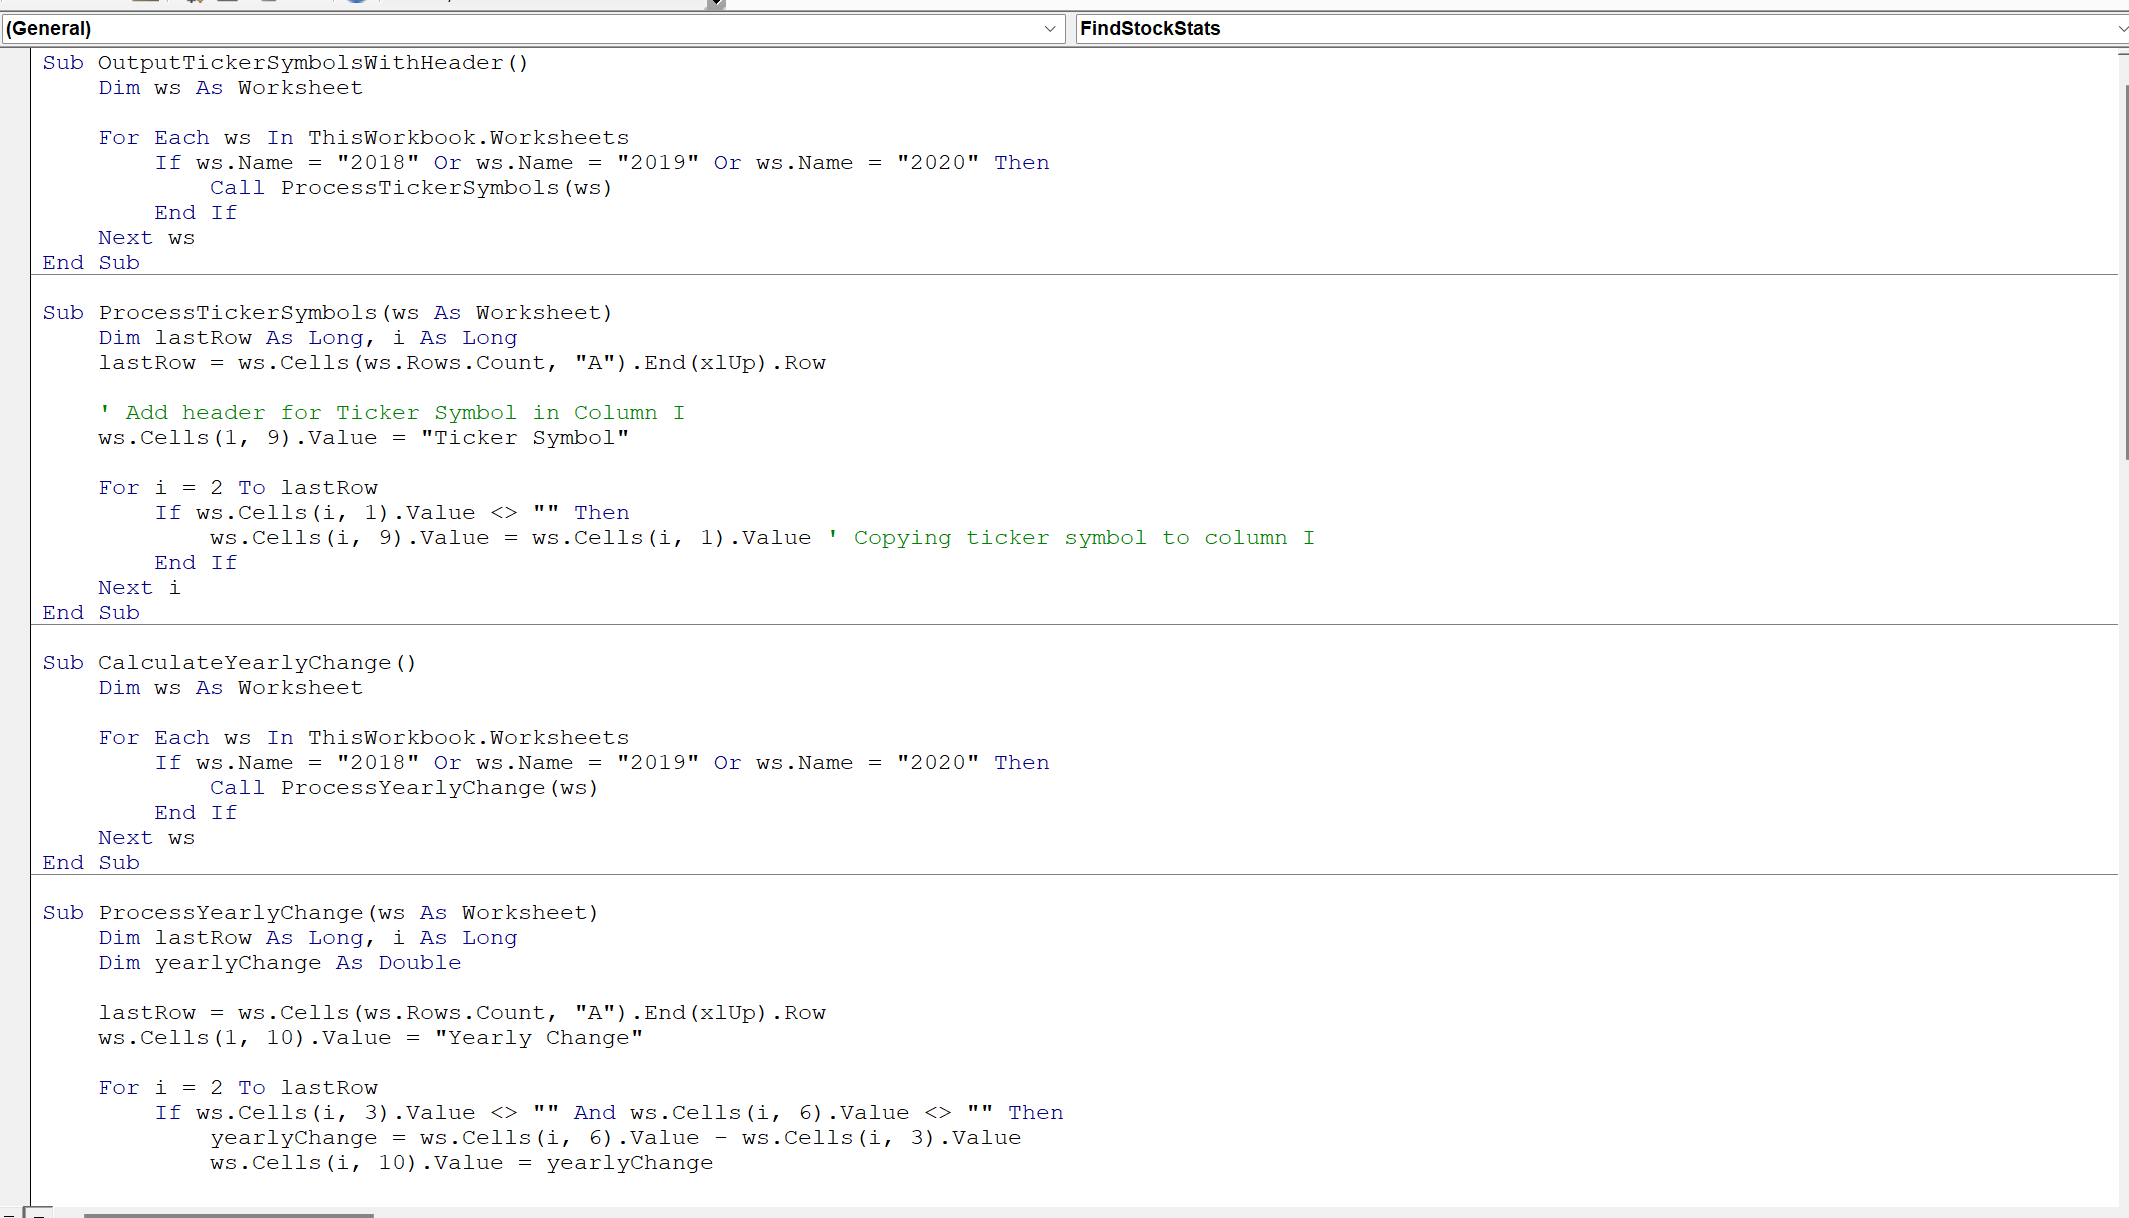 (General)
FindStockStats
Sub OutputTickerSymbolsWithHeader()
    Dim ws As Worksheet

    For Each ws In ThisWorkbook.Worksheets
        If ws.Name = "2018" Or ws.Name = "2019" Or ws.Name = "2020" Then
            Call ProcessTickerSymbols(ws)
        End If
    Next ws
End Sub

Sub ProcessTickerSymbols(ws As Worksheet)
    Dim lastRow As Long, i As Long
    lastRow = ws.Cells(ws.Rows.Count, "A").End(xlUp).Row

    ' Add header for Ticker Symbol in Column I
    ws.Cells(1, 9).Value = "Ticker Symbol"

    For i = 2 To lastRow
        If ws.Cells(i, 1).Value <> "" Then
            ws.Cells(i, 9).Value = ws.Cells(i, 1).Value ' Copying ticker symbol to column I
        End If
    Next i
End Sub

Sub CalculateYearlyChange()
    Dim ws As Worksheet

    For Each ws In ThisWorkbook.Worksheets
        If ws.Name = "2018" Or ws.Name = "2019" Or ws.Name = "2020" Then
            Call ProcessYearlyChange(ws)
        End If
    Next ws
End Sub

Sub ProcessYearlyChange(ws As Worksheet)
    Dim lastRow As Long, i As Long
    Dim yearlyChange As Double

    lastRow = ws.Cells(ws.Rows.Count, "A").End(xlUp).Row
    ws.Cells(1, 10).Value = "Yearly Change"

    For i = 2 To lastRow
        If ws.Cells(i, 3).Value <> "" And ws.Cells(i, 6).Value <> "" Then
            yearlyChange = ws.Cells(i, 6).Value - ws.Cells(i, 3).Value
            ws.Cells(i, 10).Value = yearlyChange